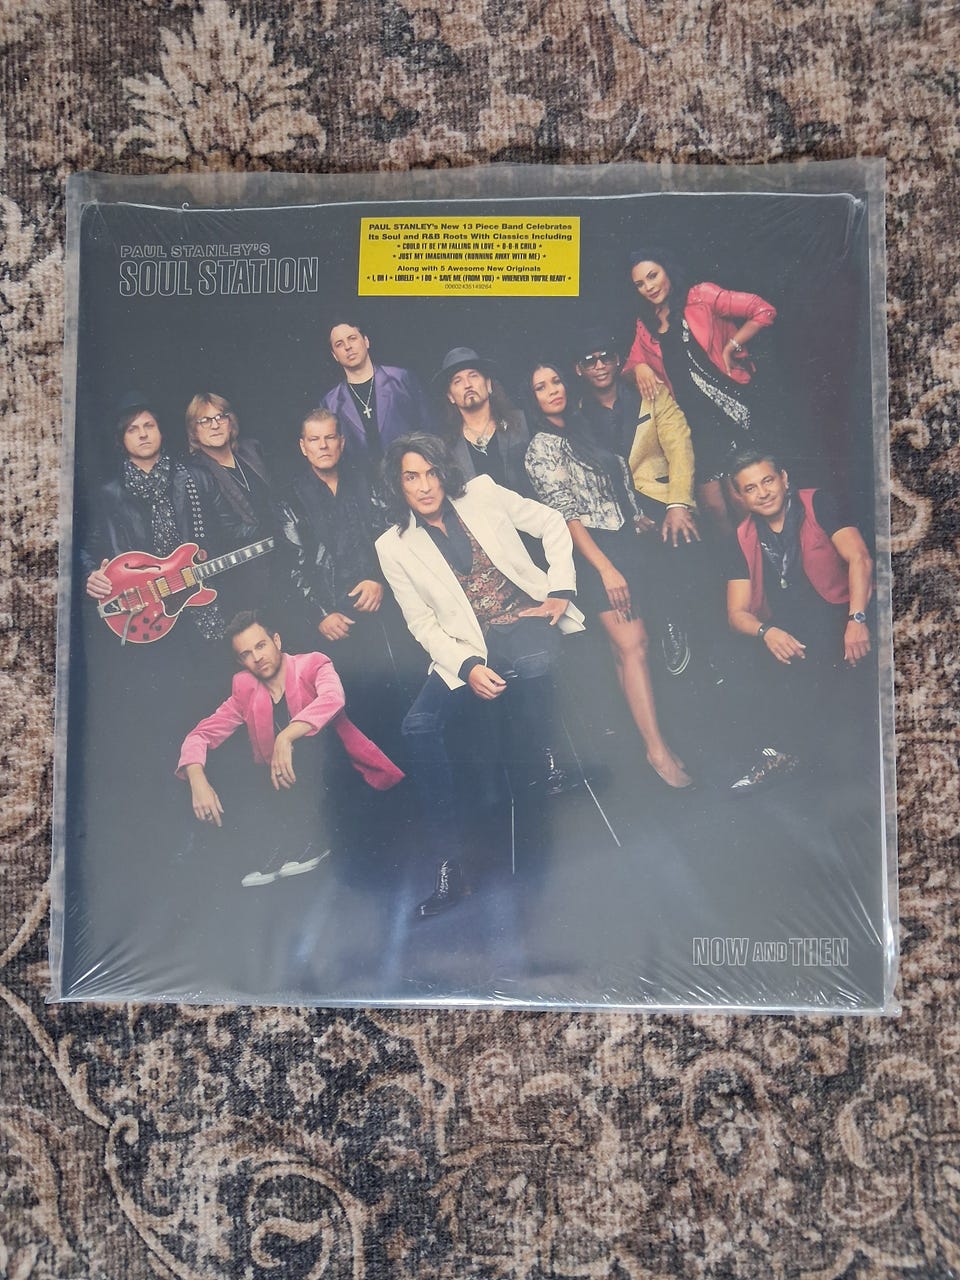 PAUL STANLEY'S
SOUL STATION
PAUL STANLEY's New 13 Piece Band Celebrates
Its Soul and R&B Roots With Classics Including
• COULD IT BE I'M FALLING IN LOVE • O-O-H CHILD •
• JUST MY IMAGINATION (RUNNING AWAY WITH ME) •
Along with 5 Awesome New Originals
• I, OH I • LORELEI • I DO • SAVE ME (FROM YOU) • WHENEVER YOU'RE READY •
00602435149264
NOW AND THEN